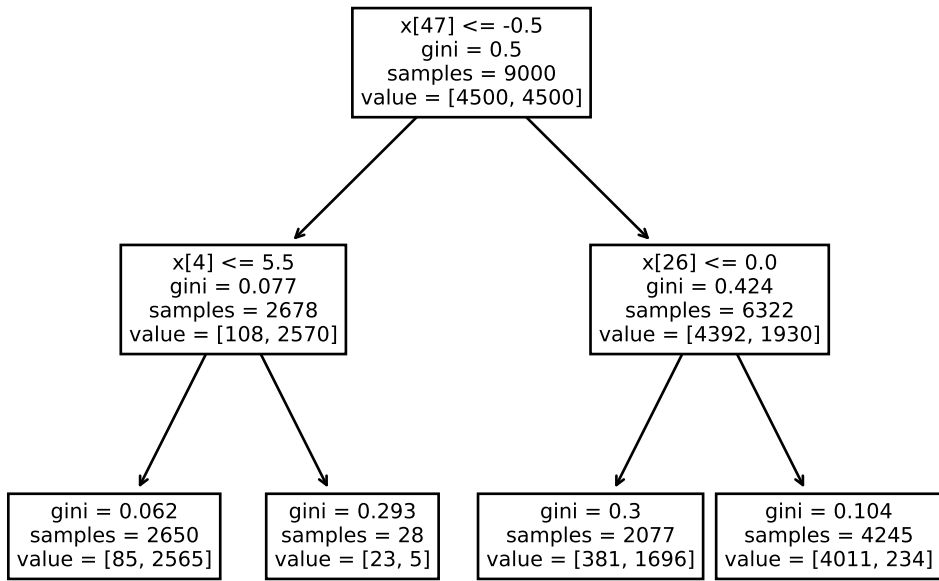 x[47] <= -0.5
gini = 0.5
samples = 9000
value = [4500, 4500]
x[4] <= 5.5
gini = 0.077
samples = 2678
value = [108, 2570]
x[26] <= 0.0
gini = 0.424
samples = 6322
value = [4392, 1930]
gini = 0.062
samples = 2650
value = [85, 2565]
gini = 0.293
samples = 28
value = [23, 5]
gini = 0.3
samples = 2077
value = [381, 1696]
gini = 0.104
samples = 4245
value = [4011, 234]